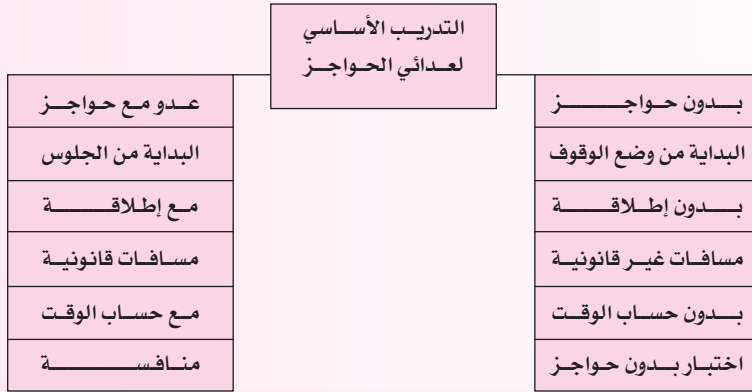 التدريب الأساسي
لعدائي الحواجز
بدون حواجز
البداية من وضع الوقوف
بدون إطلاقة
مسافات غير قانونية
بدون حساب الوقت
اختبار بدون حواجز
عدو مع حواجز
البداية من الجلوس
مع إطلاقة
مسافات قانونية
مع حساب الوقت
منافسة